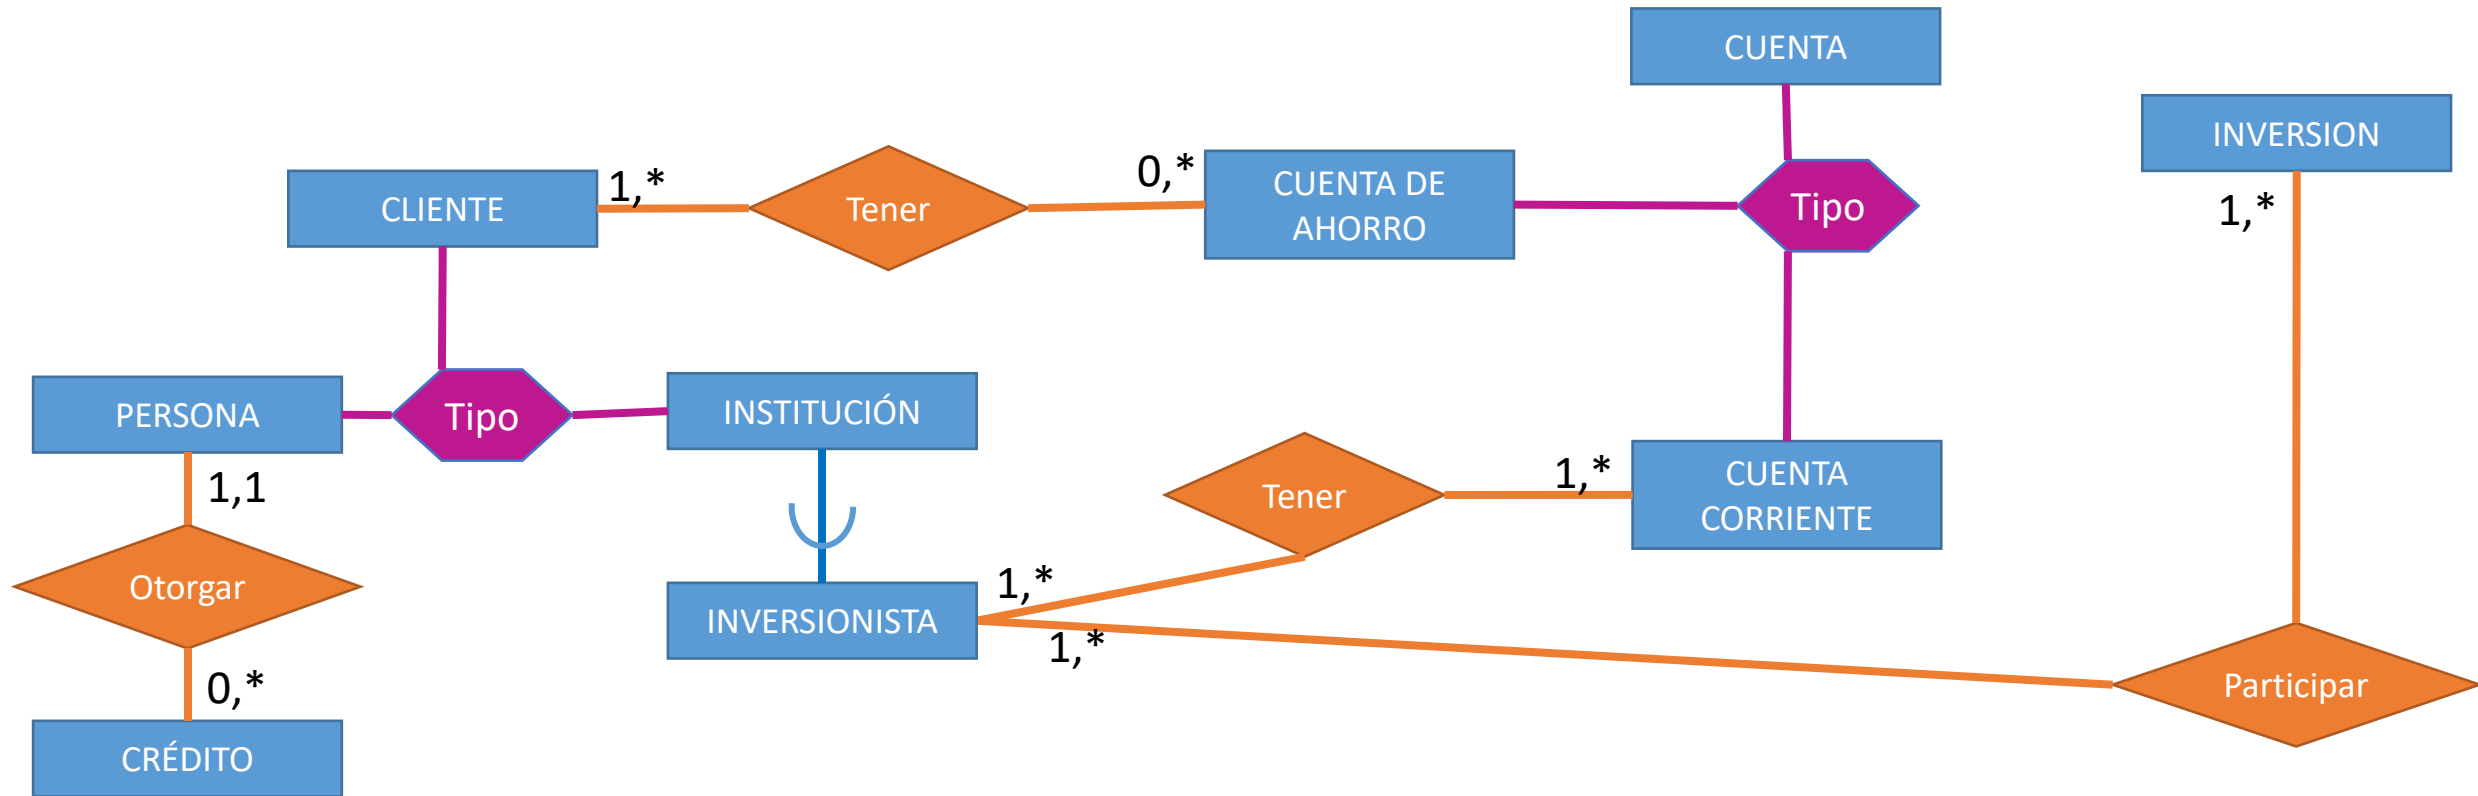 CUENTA
INVERSION
CLIENTE
1,*
Tener
0,*
CUENTA DE
AHORRO
Tipo
1,*
PERSONA
Tipo
INSTITUCIÓN
1,1
Tener
1,*
CUENTA
CORRIENTE
Otorgar
1,*
INVERSIONISTA
1,*
0,*
Participar
CRÉDITO